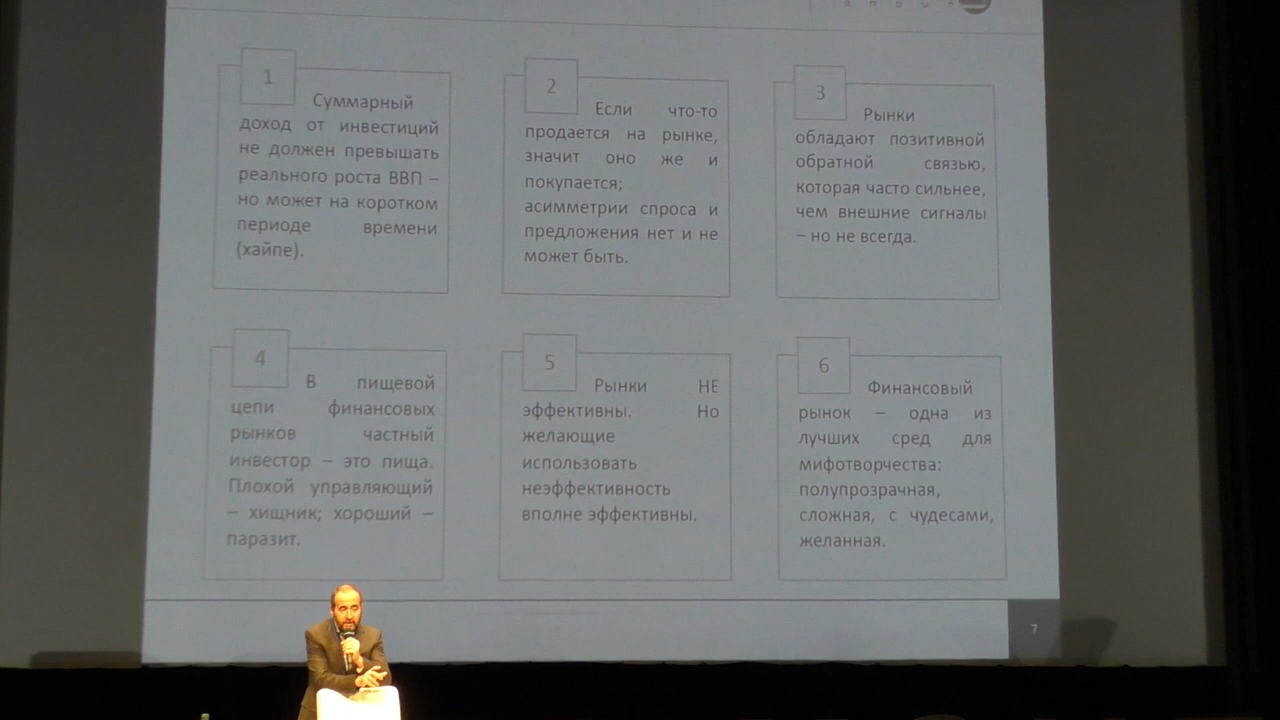 1
Суммарный
доход от инвестиций
не должен превышать
реального роста ВВП –
но может на коротком
периоде времени
(хайпе).
2
Если что-то
продается на рынке,
значит оно же и
покупается;
асимметрии спроса и
предложения нет и не
может быть.
3
Рынки
обладают позитивной
обратной связью,
которая часто сильнее,
чем внешние сигналы
– но не всегда.
4
В пищевой
цепи финансовых
рынков частный
инвестор – это пища.
Плохой управляющий
– хищник; хороший –
паразит.
5
Рынки НЕ
эффективны. Но
желающие
использовать
неэффективность
вполне эффективны.
6
Финансовый
рынок – одна из
лучших сред для
мифотворчества:
полупрозрачная,
сложная, с чудесами,
желанная.
7